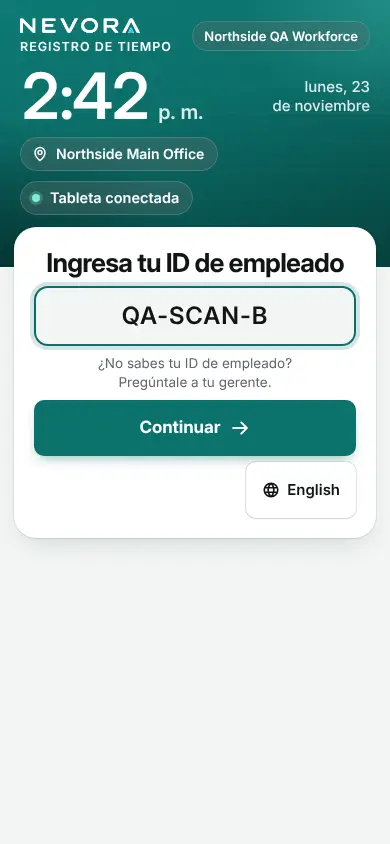 NEVORA
REGISTRO DE TIEMPO
Northside QA Workforce
2:42 p. m.
lunes, 23
de noviembre
Northside Main Office
Tableta conectada
Ingresa tu ID de empleado
QA-SCAN-B
¿No sabes tu ID de empleado?
Pregúntale a tu gerente.
Continuar →
English